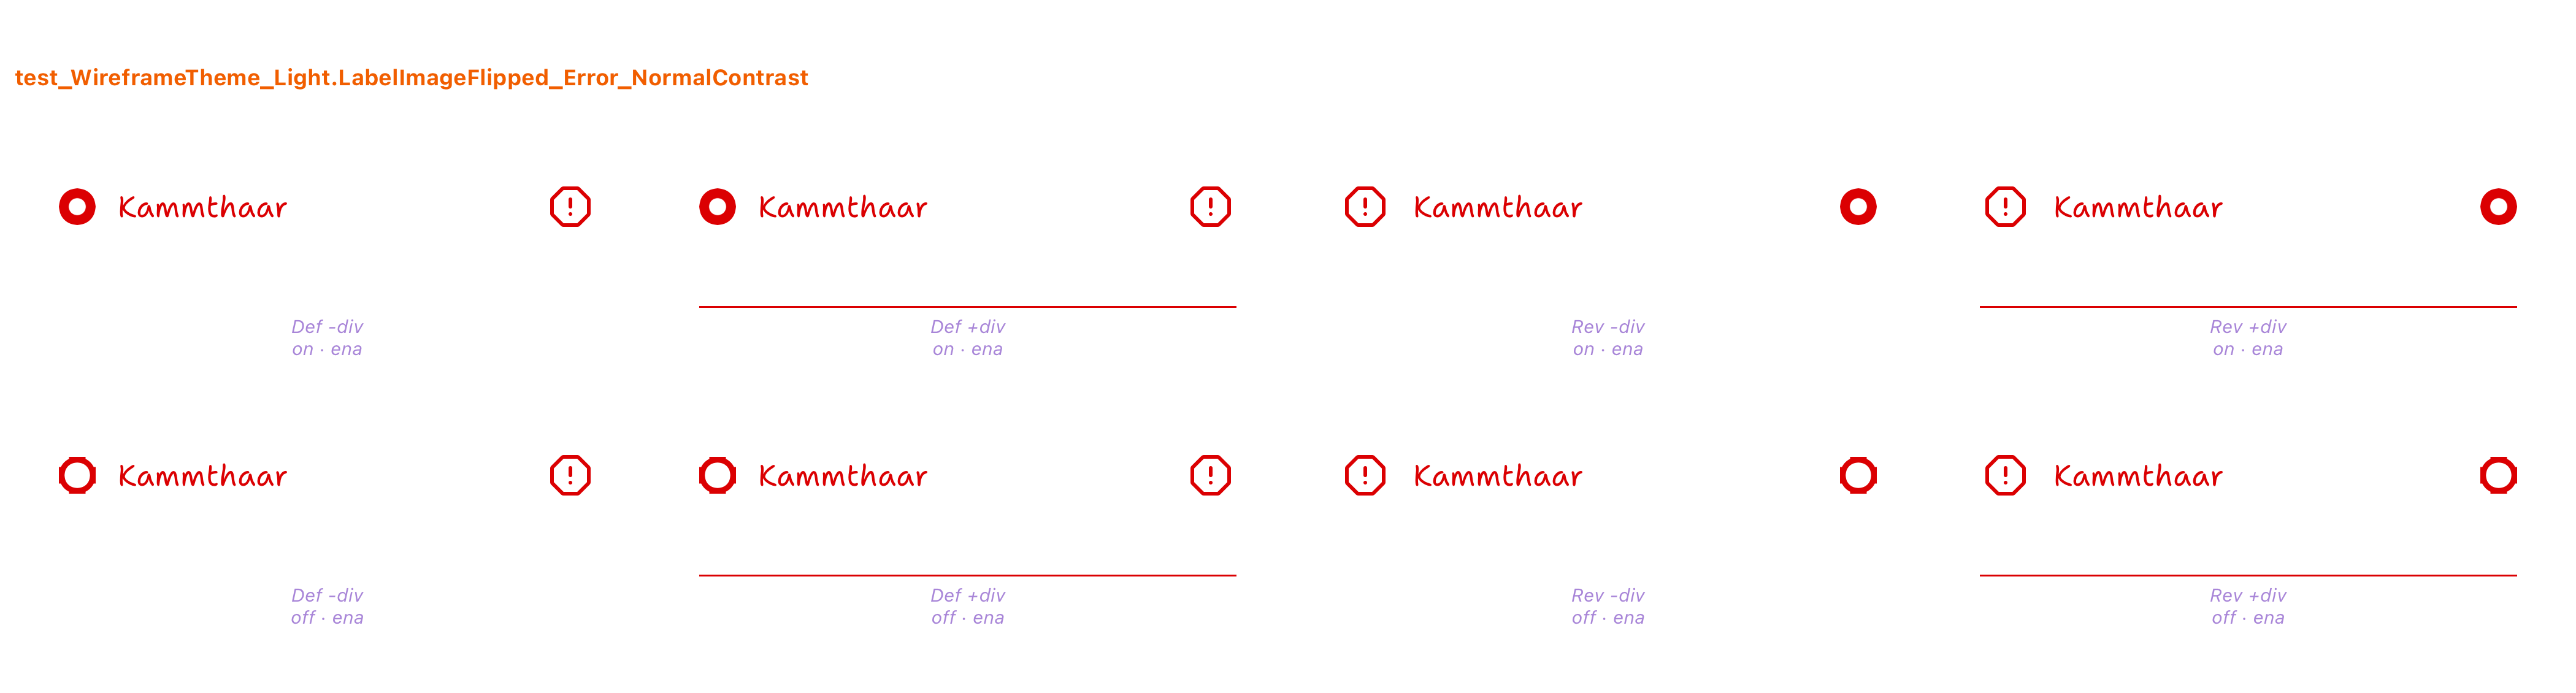 test_WireframeTheme_Light.LabelImageFlipped_Error_NormalContrast
Kammthaar
Kammthaar
Kammthaar
Kammthaar
Def -div
on · ena
Def +div
on · ena
Rev -div
on · ena
Rev +div
on · ena
Kammthaar
Kammthaar
Kammthaar
Kammthaar
Def -div
off · ena
Def +div
off · ena
Rev -div
off · ena
Rev +div
off · ena